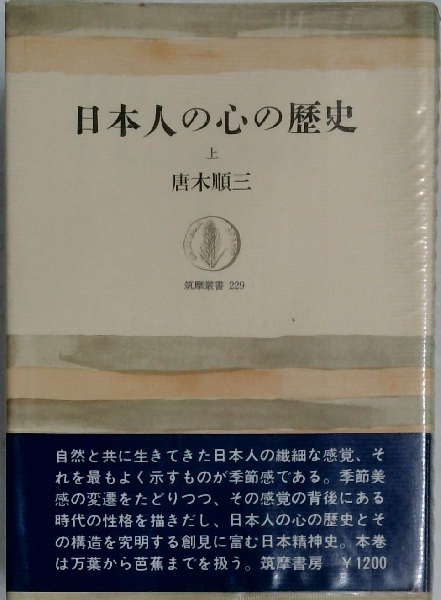 日本人の心の歴史
上
唐木順三
筑摩叢書 229
自然と共に生きてきた日本人の繊細な感覚、そ
れを最もよく示すものが季節感である。季節美
感の変遷をたどりつつ、その感覚の背後にある
時代の性格を描きだし、日本人の心の歴史とそ
の構造を究明する創見に富む日本精神史。本巻
は万葉から芭蕉までを扱う。筑摩書房 ¥1200